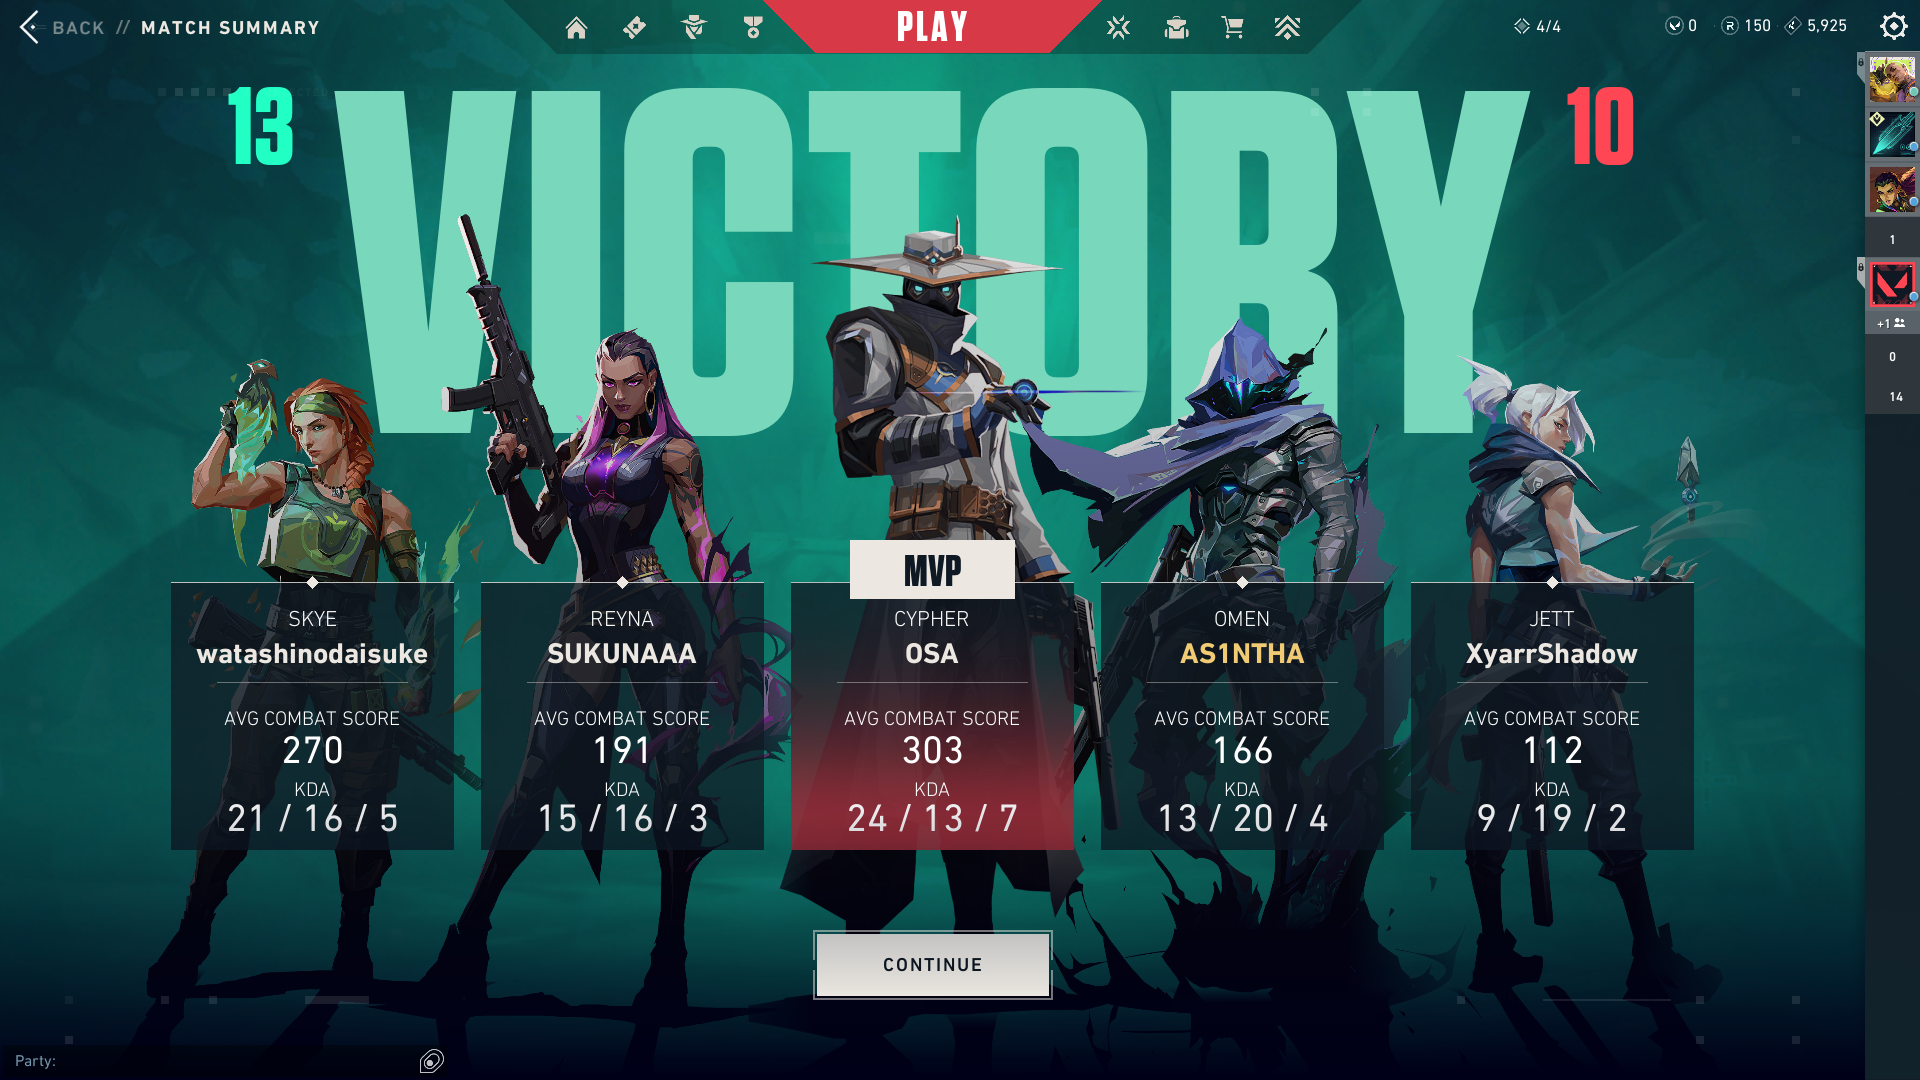 BACK // MATCH SUMMARY
PLAY
4/4
0
150
5,925
13
VICTORY
10
1
+1
0
14
MVP
SKYE
watashinodaisuke
AVG COMBAT SCORE
270
KDA
21 / 16 / 5
REYNA
SUKUNAAA
AVG COMBAT SCORE
191
KDA
15 / 16 / 3
CYPHER
OSA
AVG COMBAT SCORE
303
KDA
24 / 13 / 7
OMEN
AS1NTHA
AVG COMBAT SCORE
166
KDA
13 / 20 / 4
JETT
XyarrShadow
AVG COMBAT SCORE
112
KDA
9 / 19 / 2
CONTINUE
Party: